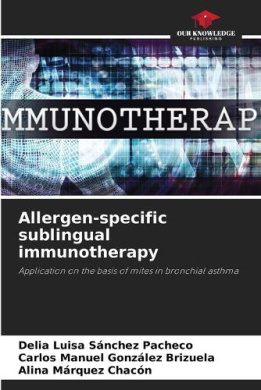 OUR KNOWLEDGE
PUBLISHING
MMUNOTHERAP
Allergen-specific
sublingual
immunotherapy
Application on the basis of mites in bronchial asthma
Delia Luisa Sánchez Pacheco
Carlos Manuel González Brizuela
Alina Márquez Chacón